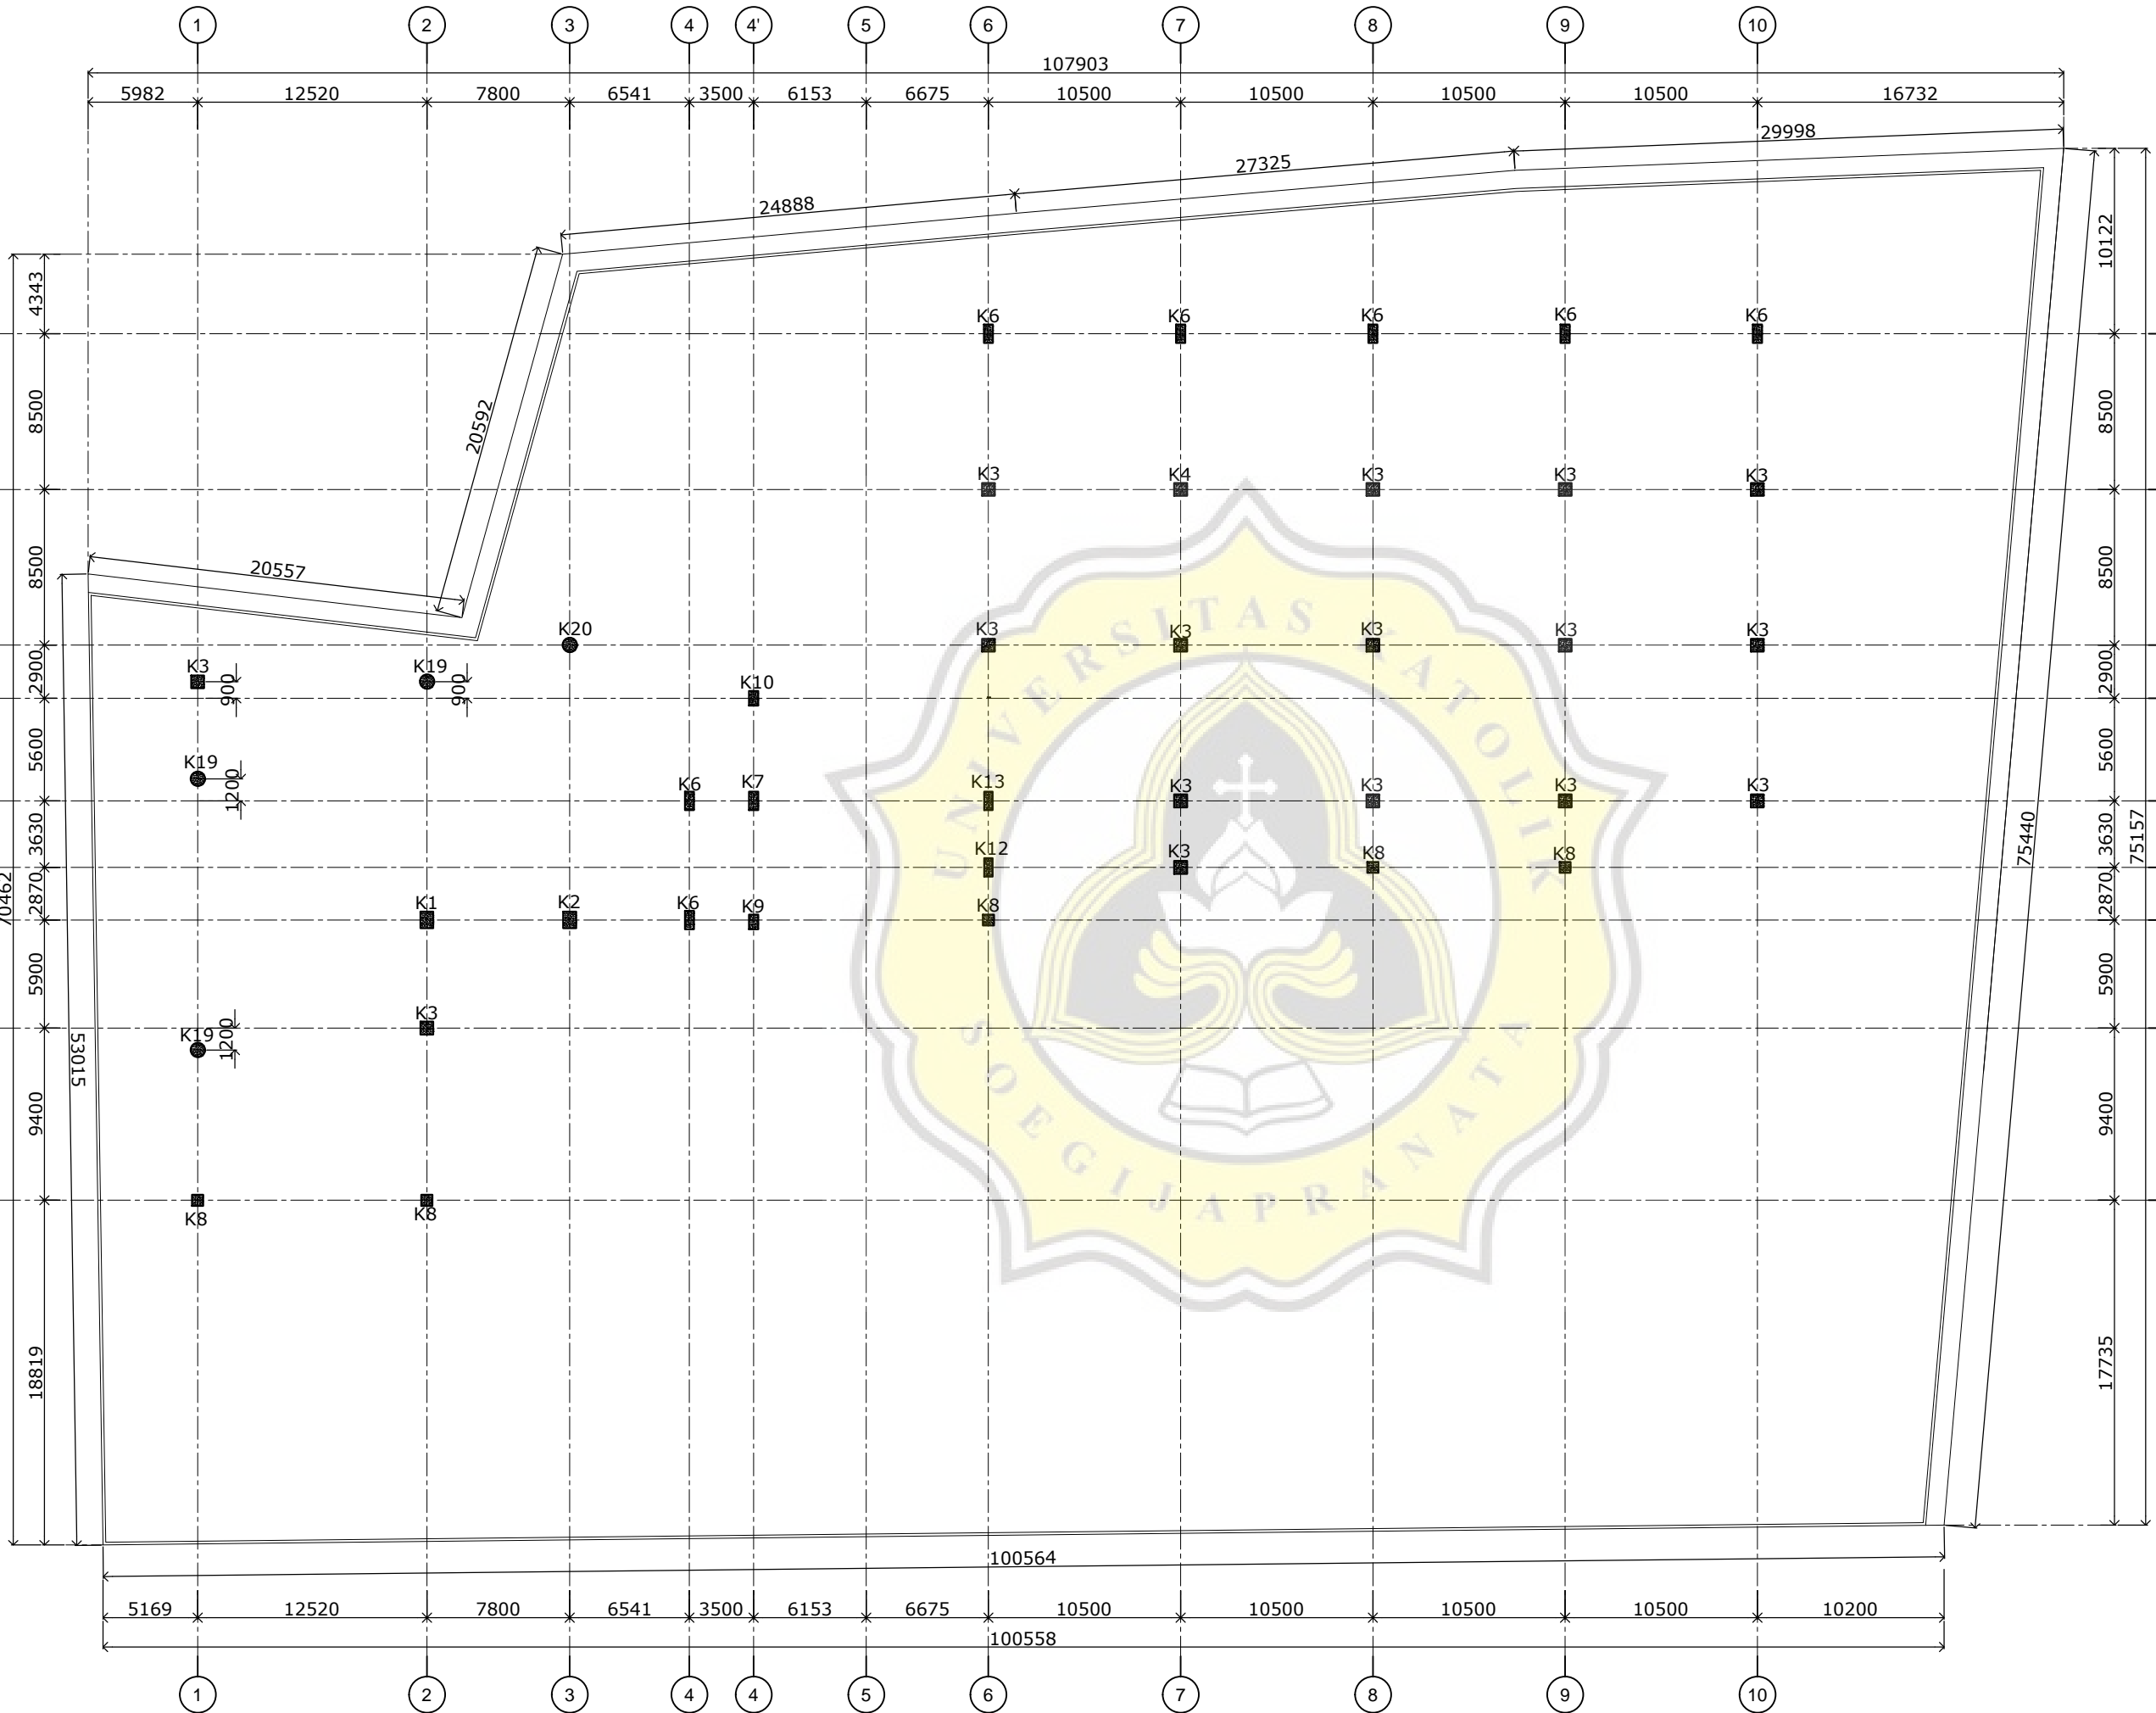 1 2 3 4 4' 5 6 7 8 9 10
107903
5982 12520 7800 6541 3500 6153 6675 10500 10500 10500 10500 16732
29998
27325
24888
10122
4343
K6 K6 K6 K6 K6
8500 20592 8500
K3 K4 K3 K3 K3
8500 20557 8500
UNIVERSITAS KATOLIK
K20 K3 K3 K3 K3 K3
2900 K3 900 K19 900 K10 2900
5600 K19 1200 5600
K6 K7 K13 K3 K3 K3 K3
3630 75440 75157 3630
K12 K3 K8 K8
70462 2870 2870
K1 K2 K6 K9 K8
5900 5900
K19 1200 K3
53015
SOEGIJAPRANATA
9400 9400
K8 K8
18819 17735
100564
5169 12520 7800 6541 3500 6153 6675 10500 10500 10500 10500 10200
100558
1 2 3 4 4 5 6 7 8 9 10